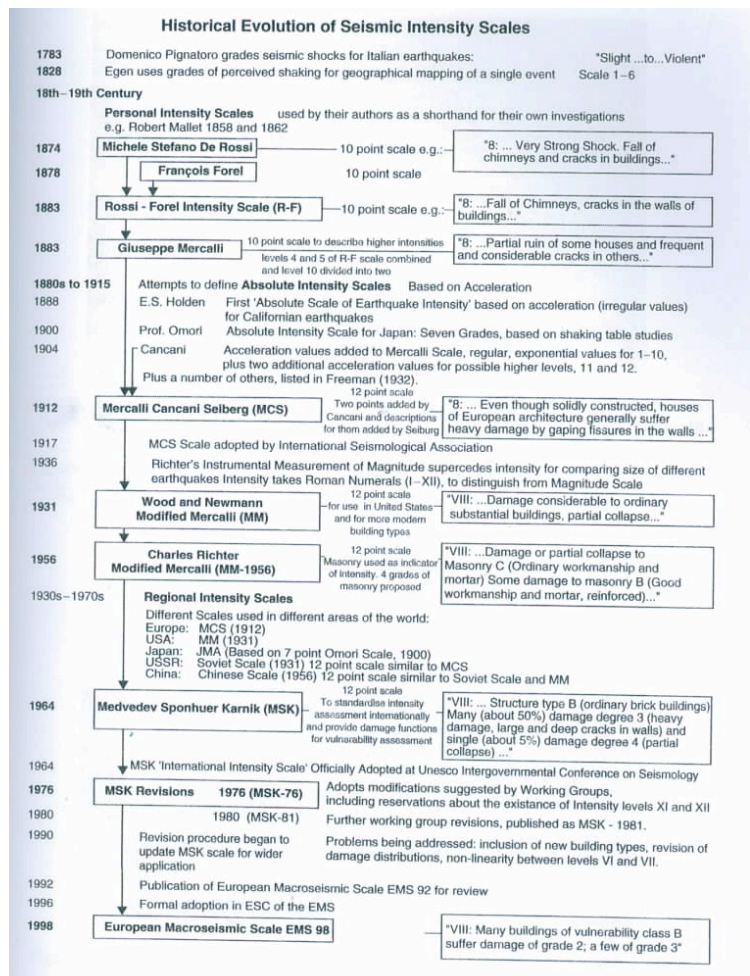 Historical Evolution of Seismic Intensity Scales
1783 Domenico Pignatoro grades seismic shocks for Italian earthquakes: "Slight ...to...Violent"
1828 Egen uses grades of perceived shaking for geographical mapping of a single event Scale 1–6
18th–19th Century
Personal Intensity Scales used by their authors as a shorthand for their own investigations
e.g. Robert Mallet 1858 and 1862
1874 Michele Stefano De Rossi 10 point scale e.g.:
"8: ... Very Strong Shock. Fall of
chimneys and cracks in buildings..."
1878 François Forel 10 point scale
1883 Rossi - Forel Intensity Scale (R-F) 10 point scale e.g.:
"8: ...Fall of Chimneys, cracks in the walls of
buildings..."
1883 Giuseppe Mercalli
10 point scale to describe higher intensities
levels 4 and 5 of R-F scale combined
and level 10 divided into two
"8: ...Partial ruin of some houses and frequent
and considerable cracks in others..."
1880s to 1915 Attempts to define Absolute Intensity Scales Based on Acceleration
1888 E.S. Holden First 'Absolute Scale of Earthquake Intensity' based on acceleration (irregular values)
for Californian earthquakes
1900 Prof. Omori Absolute Intensity Scale for Japan: Seven Grades, based on shaking table studies
1904 Cancani Acceleration values added to Mercalli Scale, regular, exponential values for 1–10,
plus two additional acceleration values for possible higher levels, 11 and 12.
Plus a number of others, listed in Freeman (1932).
1912 Mercalli Cancani Seiberg (MCS)
12 point scale
Two points added by
Cancani and descriptions
for them added by Seiburg
"8: ... Even though solidly constructed, houses
of European architecture generally suffer
heavy damage by gaping fissures in the walls ..."
1917 MCS Scale adopted by International Seismological Association
1936 Richter's Instrumental Measurement of Magnitude supercedes intensity for comparing size of different
earthquakes Intensity takes Roman Numerals (I–XII), to distinguish from Magnitude Scale
1931 Wood and Newmann
Modified Mercalli (MM)
12 point scale
for use in United States
and for more modern
building types
"VIII: ...Damage considerable to ordinary
substantial buildings, partial collapse..."
1956 Charles Richter
Modified Mercalli (MM-1956)
12 point scale
Masonry used as indicator
of intensity. 4 grades of
masonry proposed
"VIII: ...Damage or partial collapse to
Masonry C (Ordinary workmanship and
mortar) Some damage to masonry B (Good
workmanship and mortar, reinforced)..."
1930s–1970s Regional Intensity Scales
Different Scales used in different areas of the world:
Europe: MCS (1912)
USA: MM (1931)
Japan: JMA (Based on 7 point Omori Scale, 1900)
USSR: Soviet Scale (1931) 12 point scale similar to MCS
China: Chinese Scale (1956) 12 point scale similar to Soviet Scale and MM
1964 Medvedev Sponhuer Karnik (MSK)
12 point scale
To standardise intensity
assessment internationally
and provide damage functions
for vulnerability assessment
"VIII: ... Structure type B (ordinary brick buildings)
Many (about 50%) damage degree 3 (heavy
damage, large and deep cracks in walls) and
single (about 5%) damage degree 4 (partial
collapse) ..."
1964 MSK 'International Intensity Scale' Officially Adopted at Unesco Intergovernmental Conference on Seismology
1976 MSK Revisions 1976 (MSK-76) Adopts modifications suggested by Working Groups,
including reservations about the existance of Intensity levels XI and XII
1980 1980 (MSK-81) Further working group revisions, published as MSK - 1981.
1990 Revision procedure began to
update MSK scale for wider
application
Problems being addressed: inclusion of new building types, revision of
damage distributions, non-linearity between levels VI and VII.
1992 Publication of European Macroseismic Scale EMS 92 for review
1996 Formal adoption in ESC of the EMS
1998 European Macroseismic Scale EMS 98
"VIII: Many buildings of vulnerability class B
suffer damage of grade 2; a few of grade 3"